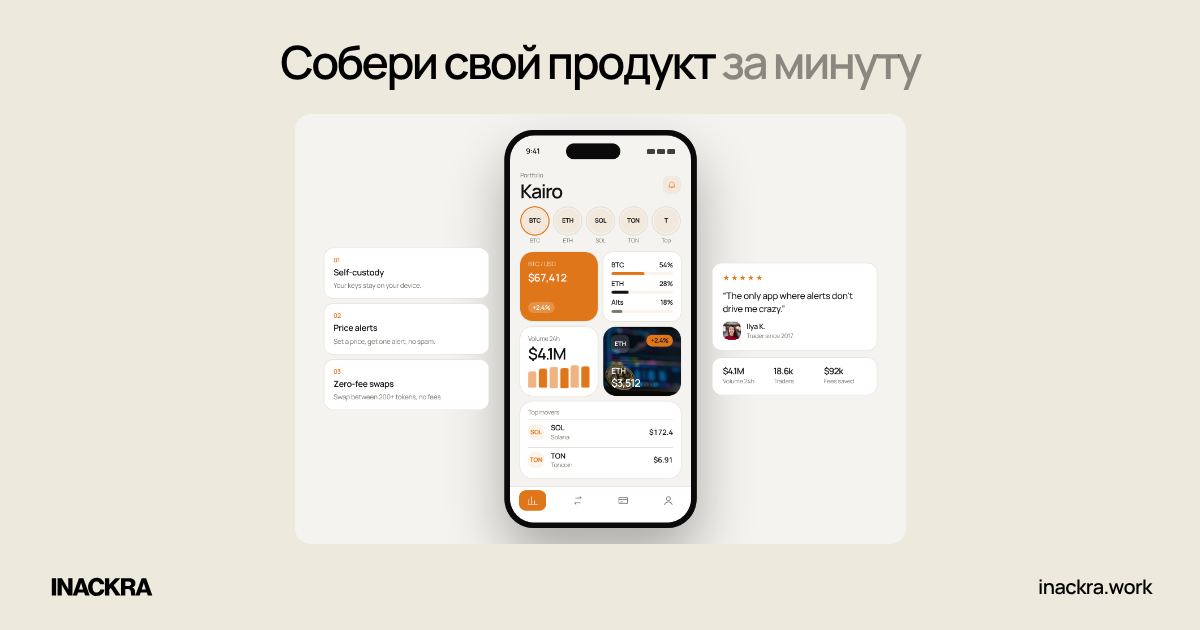 Собери свой продукт за минуту
9:41
Portfolio
Kairo
BTC ETH SOL TON T
BTC ETH SOL TON Top
BTC / USD
$67,412
+2.4%
BTC 54%
ETH 28%
Alts 18%
Volume 24h
$4.1M
ETH +2.4%
ETH
$3,512
Top movers
SOL SOL $172.4
Solana
TON TON $6.91
Toncoin
01
Self-custody
Your keys stay on your device.
02
Price alerts
Set a price, get one alert, no spam.
03
Zero-fee swaps
Swap between 200+ tokens, no fees
★★★★★
"The only app where alerts don't
drive me crazy."
Ilya K.
Trader since 2017
$4.1M 18.6k $92k
Volume 24h Traders Fees saved
INACKRA
inackra.work